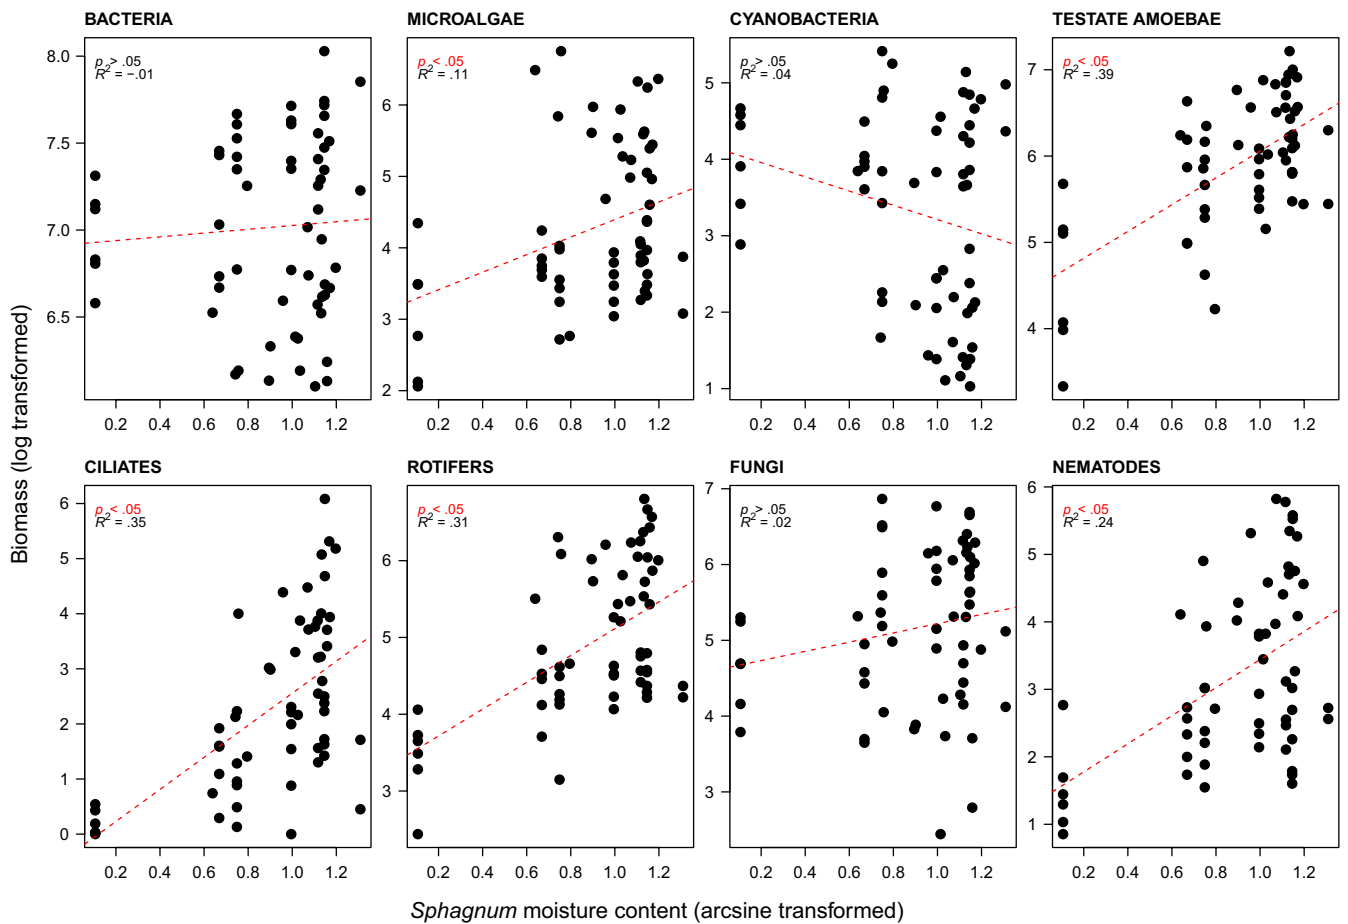 BACTERIA
p > .05
R² = −.01
8.0
7.5
7.0
6.5
0.2 0.4 0.6 0.8 1.0 1.2
MICROALGAE
p < .05
R² = .11
6
5
4
3
2
0.2 0.4 0.6 0.8 1.0 1.2
CYANOBACTERIA
p > .05
R² = .04
5
4
3
2
1
0.2 0.4 0.6 0.8 1.0 1.2
TESTATE AMOEBAE
p < .05
R² = .39
7
6
5
4
0.2 0.4 0.6 0.8 1.0 1.2
Biomass (log transformed)
CILIATES
p < .05
R² = .35
6
5
4
3
2
1
0
0.2 0.4 0.6 0.8 1.0 1.2
ROTIFERS
p < .05
R² = .31
6
5
4
3
0.2 0.4 0.6 0.8 1.0 1.2
FUNGI
p > .05
R² = .02
7
6
5
4
3
0.2 0.4 0.6 0.8 1.0 1.2
NEMATODES
p < .05
R² = .24
6
5
4
3
2
1
0.2 0.4 0.6 0.8 1.0 1.2
Sphagnum moisture content (arcsine transformed)